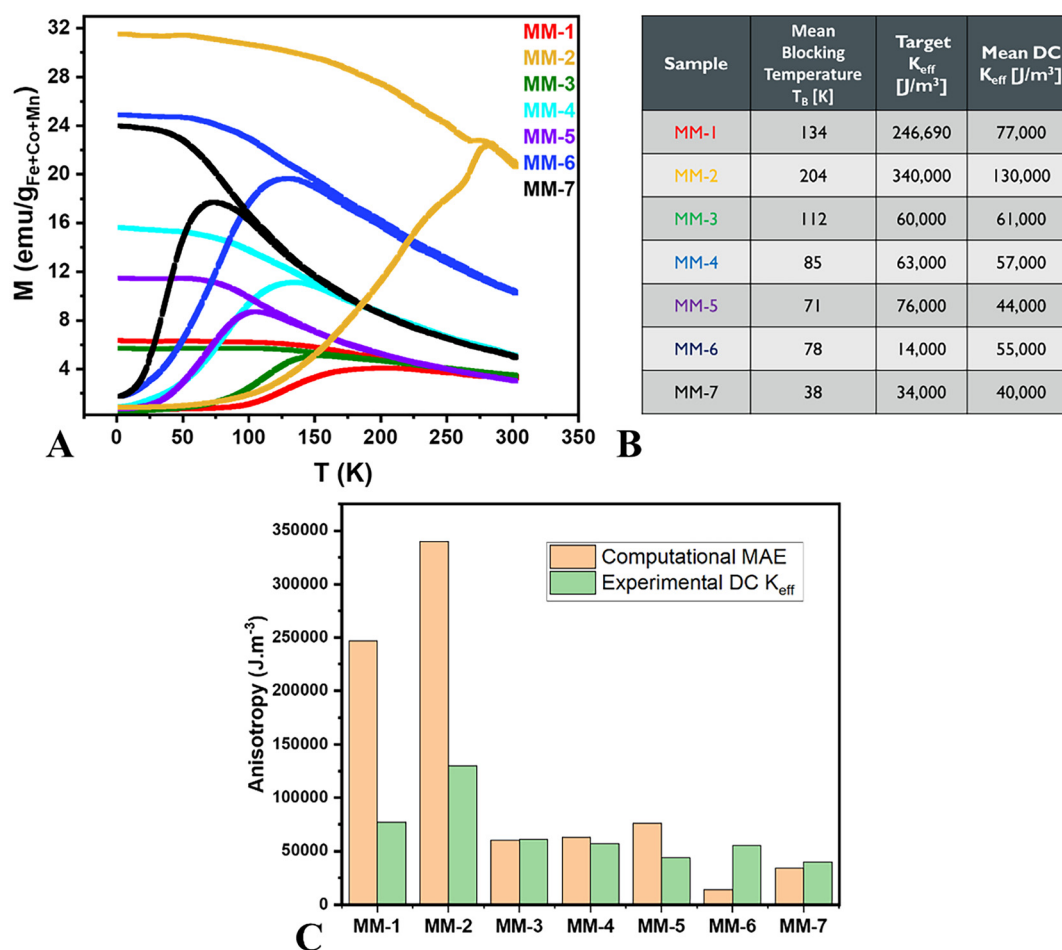 32
28
24
20
16
12
8
4
M (emu/g Fe+Co+Mn)
0 50 100 150 200 250 300 350
T (K)
MM-1
MM-2
MM-3
MM-4
MM-5
MM-6
MM-7
A
Sample Mean Blocking Temperature TB [K] Target Keff [J/m³] Mean DC Keff [J/m³]
MM-1 134 246,690 77,000
MM-2 204 340,000 130,000
MM-3 112 60,000 61,000
MM-4 85 63,000 57,000
MM-5 71 76,000 44,000
MM-6 78 14,000 55,000
MM-7 38 34,000 40,000
B
350000
300000
250000
200000
150000
100000
50000
0
Anisotropy (J.m⁻³)
Computational MAE
Experimental DC Keff
MM-1 MM-2 MM-3 MM-4 MM-5 MM-6 MM-7
C